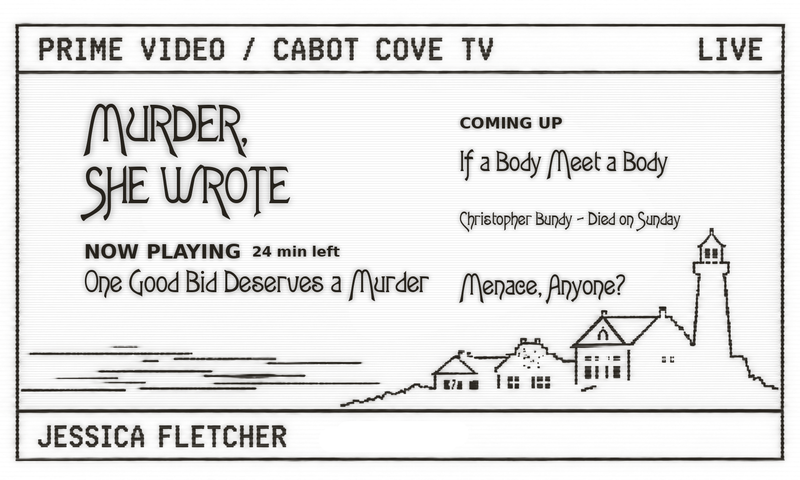 PRIME VIDEO / CABOT COVE TV
LIVE
MURDER,
SHE WROTE
NOW PLAYING 24 min left
One Good Bid Deserves a Murder
COMING UP
If a Body Meet a Body
Christopher Bundy - Died on Sunday
Menace, Anyone?
JESSICA FLETCHER